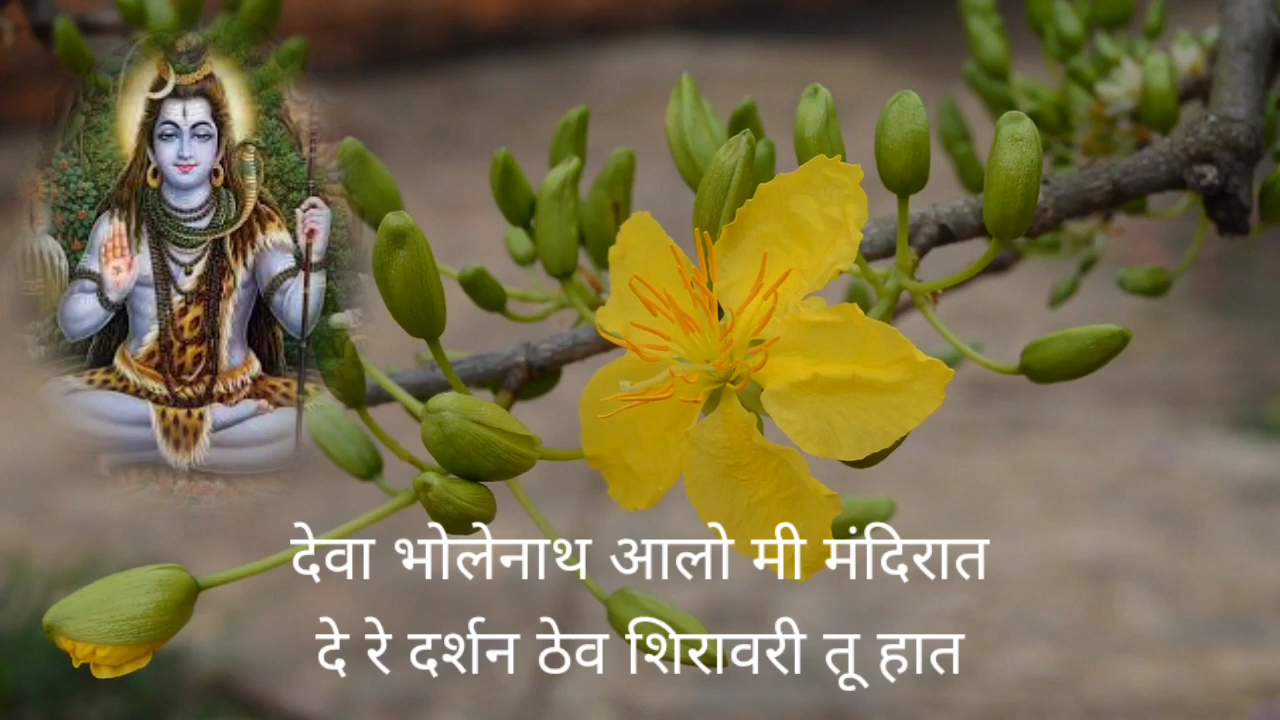 देवा भोलेनाथ आलो मी मंदिरात
दे रे दर्शन ठेव शिरावरी तू हात